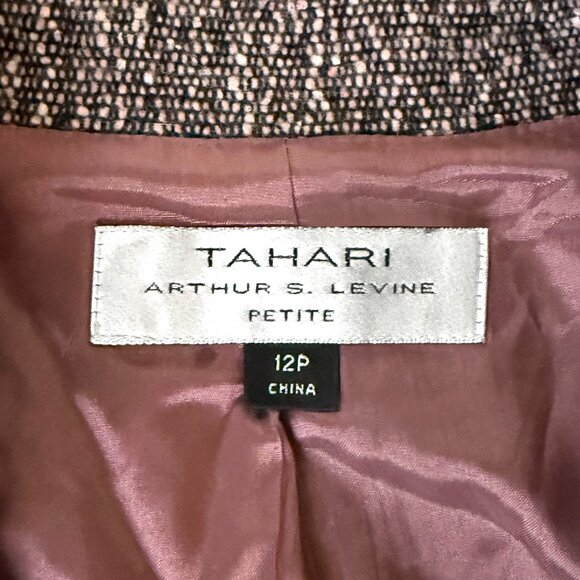 TAHARI
ARTHUR S. LEVINE
PETITE
12P
CHINA